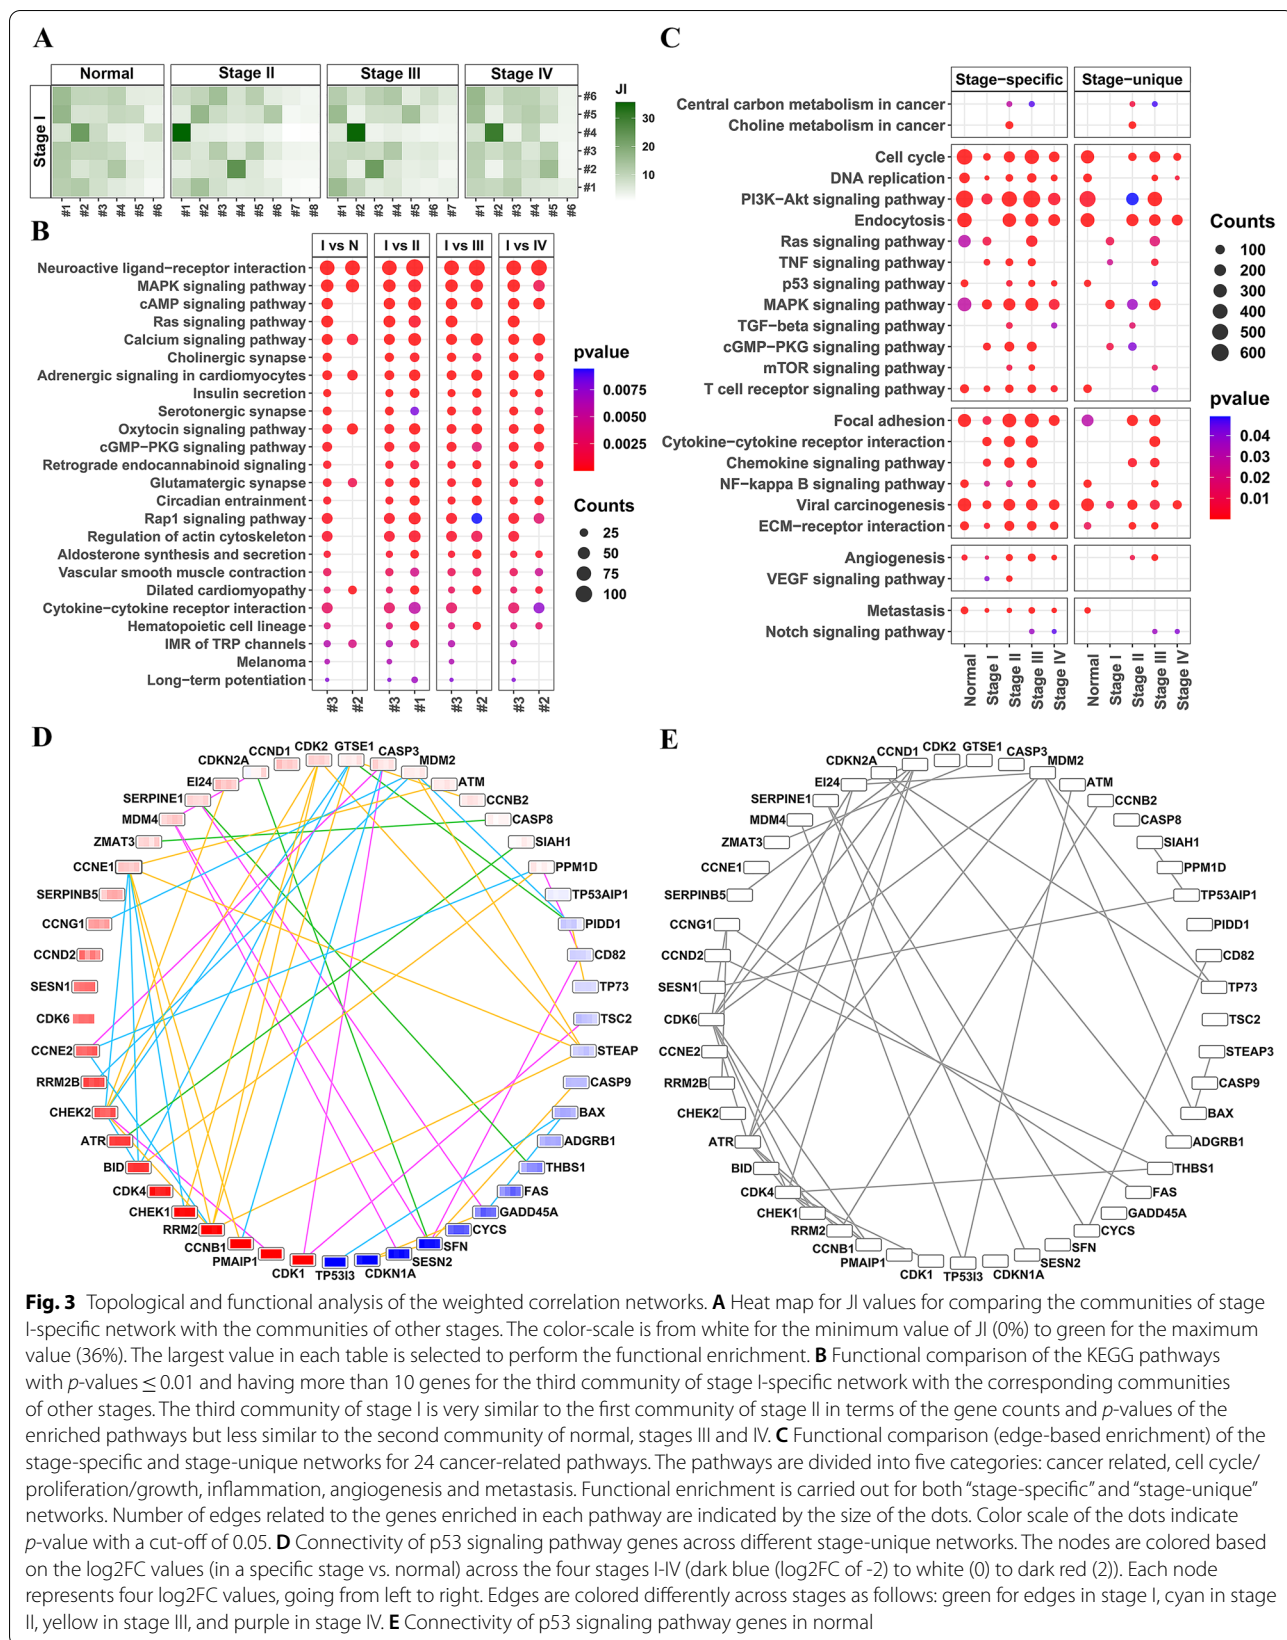 A
Normal
Stage II
Stage III
Stage IV
Stage I
#6
#5
#4
#3
#2
#1
#1
#2
#3
#4
#5
#6
#1
#2
#3
#4
#5
#6
#7
#8
#1
#2
#3
#4
#5
#6
#7
#1
#2
#3
#4
#5
#6
JI
30
20
10
B
I vs N
I vs II
I vs III
I vs IV
Neuroactive ligand−receptor interaction
MAPK signaling pathway
cAMP signaling pathway
Ras signaling pathway
Calcium signaling pathway
Cholinergic synapse
Adrenergic signaling in cardiomyocytes
Insulin secretion
Serotonergic synapse
Oxytocin signaling pathway
cGMP−PKG signaling pathway
Retrograde endocannabinoid signaling
Glutamatergic synapse
Circadian entrainment
Rap1 signaling pathway
Regulation of actin cytoskeleton
Aldosterone synthesis and secretion
Vascular smooth muscle contraction
Dilated cardiomyopathy
Cytokine−cytokine receptor interaction
Hematopoietic cell lineage
IMR of TRP channels
Melanoma
Long−term potentiation
#3
#2
#3
#1
#3
#2
#3
#2
pvalue
0.0075
0.0050
0.0025
Counts
25
50
75
100
C
Stage−specific
Stage−unique
Central carbon metabolism in cancer
Choline metabolism in cancer
Cell cycle
DNA replication
PI3K−Akt signaling pathway
Endocytosis
Ras signaling pathway
TNF signaling pathway
p53 signaling pathway
MAPK signaling pathway
TGF−beta signaling pathway
cGMP−PKG signaling pathway
mTOR signaling pathway
T cell receptor signaling pathway
Focal adhesion
Cytokine−cytokine receptor interaction
Chemokine signaling pathway
NF−kappa B signaling pathway
Viral carcinogenesis
ECM−receptor interaction
Angiogenesis
VEGF signaling pathway
Metastasis
Notch signaling pathway
Normal
Stage I
Stage II
Stage III
Stage IV
Normal
Stage I
Stage II
Stage III
Stage IV
Counts
100
200
300
400
500
600
pvalue
0.04
0.03
0.02
0.01
D
CDK2
GTSE1
CASP3
MDM2
ATM
CCNB2
CASP8
SIAH1
PPM1D
TP53AIP1
PIDD1
CD82
TP73
TSC2
STEAP
CASP9
BAX
ADGRB1
THBS1
FAS
GADD45A
CYCS
SFN
SESN2
CDKN1A
TP53I3
CDK1
PMAIP1
CCNB1
RRM2
CHEK1
CDK4
BID
ATR
CHEK2
RRM2B
CCNE2
CDK6
SESN1
CCND2
CCNG1
SERPINB5
CCNE1
ZMAT3
MDM4
SERPINE1
EI24
CDKN2A
CCND1
E
CDK2
GTSE1
CASP3
MDM2
ATM
CCNB2
CASP8
SIAH1
PPM1D
TP53AIP1
PIDD1
CD82
TP73
TSC2
STEAP3
CASP9
BAX
ADGRB1
THBS1
FAS
GADD45A
CYCS
SFN
SESN2
CDKN1A
TP53I3
CDK1
PMAIP1
CCNB1
RRM2
CHEK1
CDK4
BID
ATR
CHEK2
RRM2B
CCNE2
CDK6
SESN1
CCND2
CCNG1
SERPINB5
CCNE1
ZMAT3
MDM4
SERPINE1
EI24
CDKN2A
CCND1
Fig. 3 Topological and functional analysis of the weighted correlation networks. A Heat map for JI values for comparing the communities of stage
I-specific network with the communities of other stages. The color-scale is from white for the minimum value of JI (0%) to green for the maximum
value (36%). The largest value in each table is selected to perform the functional enrichment. B Functional comparison of the KEGG pathways
with p-values ≤ 0.01 and having more than 10 genes for the third community of stage I-specific network with the corresponding communities
of other stages. The third community of stage I is very similar to the first community of stage II in terms of the gene counts and p-values of the
enriched pathways but less similar to the second community of normal, stages III and IV. C Functional comparison (edge-based enrichment) of the
stage-specific and stage-unique networks for 24 cancer-related pathways. The pathways are divided into five categories: cancer related, cell cycle/
proliferation/growth, inflammation, angiogenesis and metastasis. Functional enrichment is carried out for both “stage-specific” and “stage-unique”
networks. Number of edges related to the genes enriched in each pathway are indicated by the size of the dots. Color scale of the dots indicate
p-value with a cut-off of 0.05. D Connectivity of p53 signaling pathway genes across different stage-unique networks. The nodes are colored based
on the log2FC values (in a specific stage vs. normal) across the four stages I-IV (dark blue (log2FC of -2) to white (0) to dark red (2)). Each node
represents four log2FC values, going from left to right. Edges are colored differently across stages as follows: green for edges in stage I, cyan in stage
II, yellow in stage III, and purple in stage IV. E Connectivity of p53 signaling pathway genes in normal